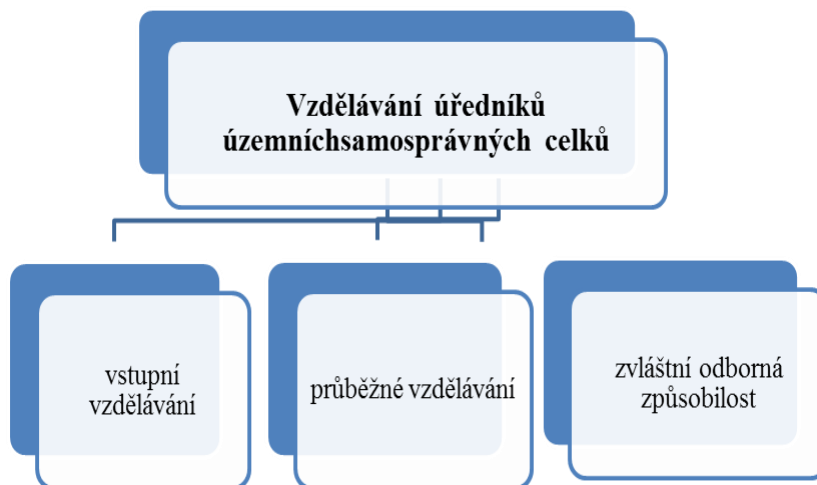 Vzdělávání úředníků
územníchsamosprávných celků
vstupní
vzdělávání
průběžné vzdělávání
zvláštní odborná
způsobilost